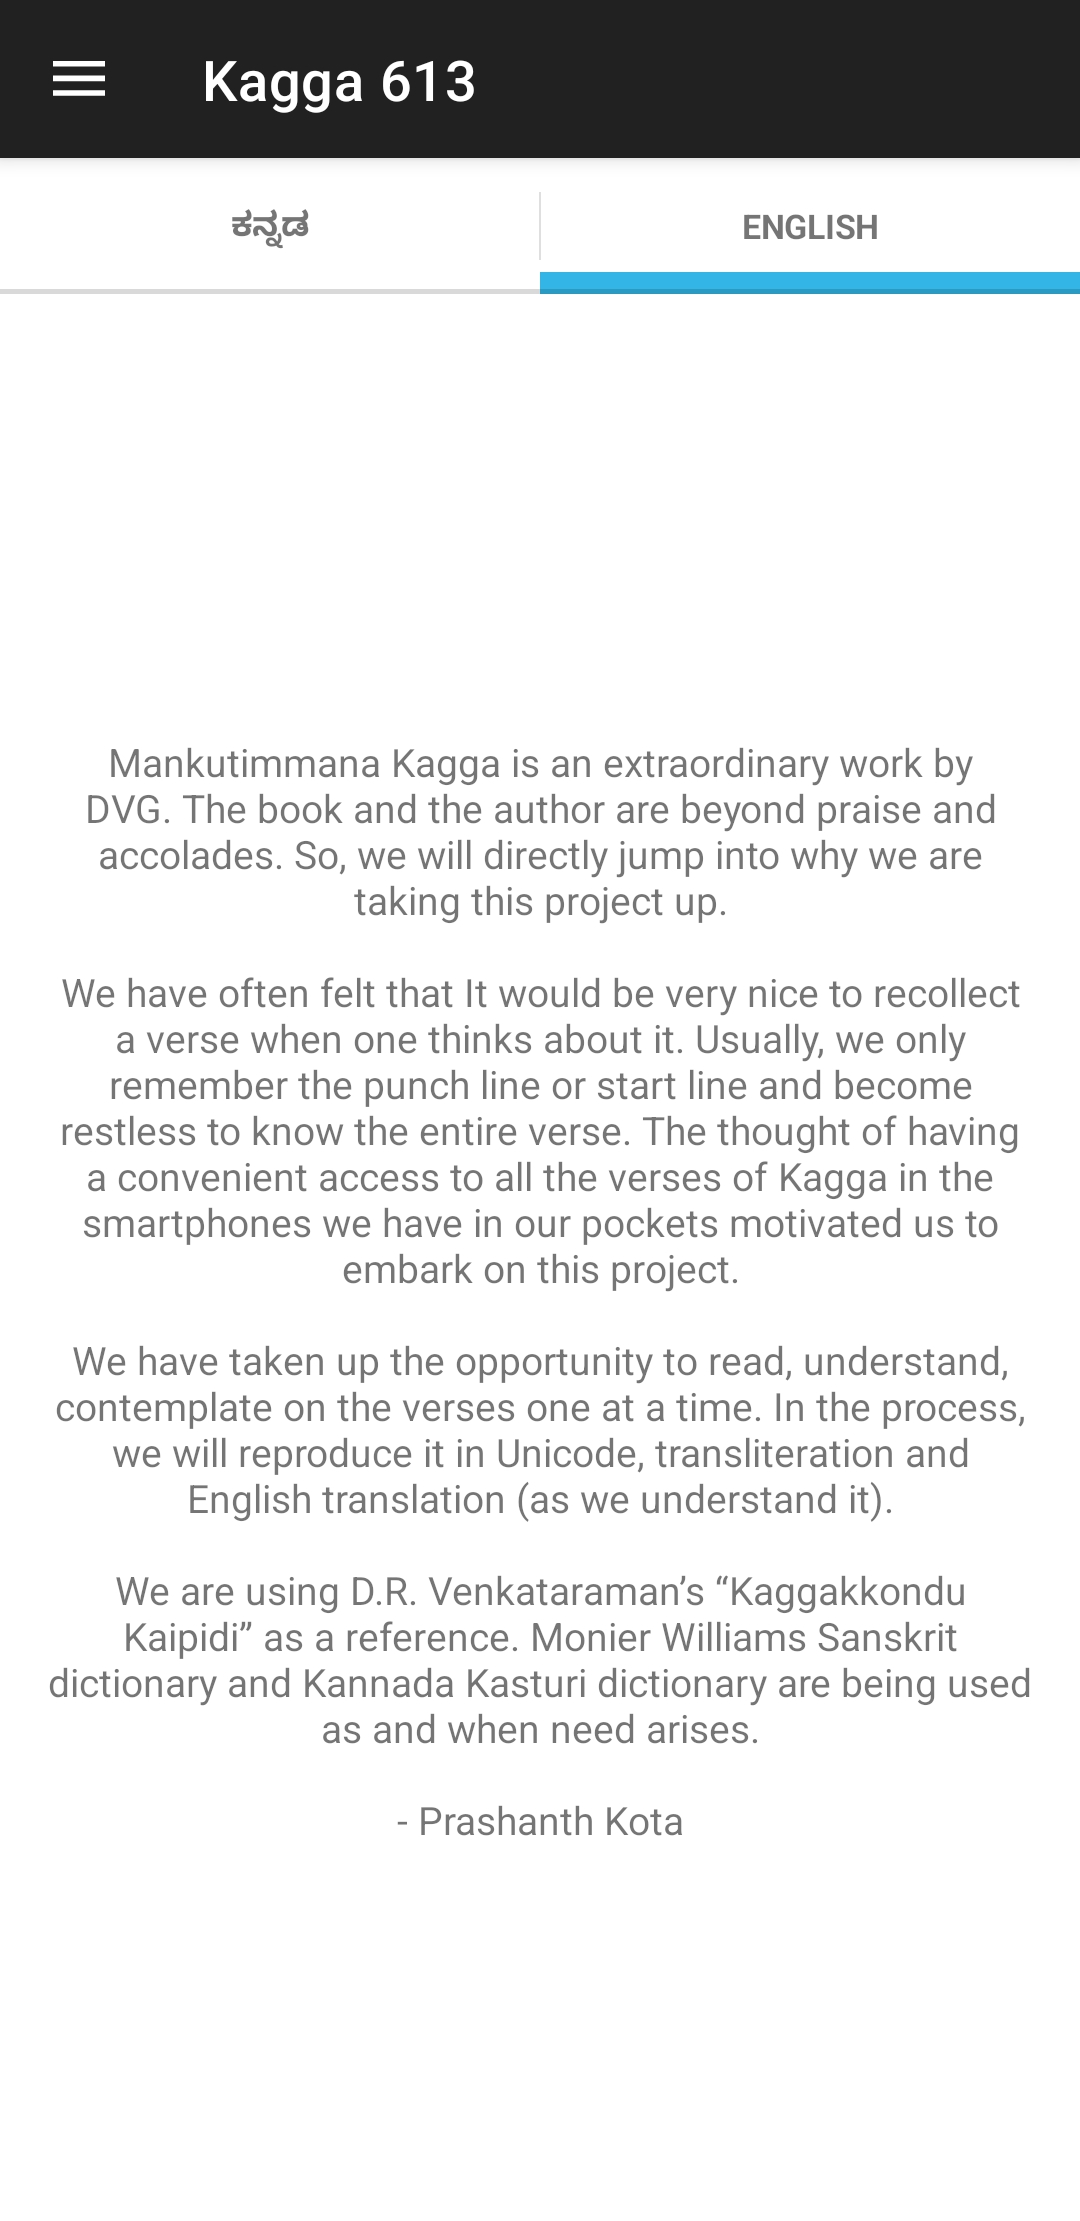 Kagga 613
ಕನ್ನಡ
ENGLISH
Mankutimmana Kagga is an extraordinary work by
DVG. The book and the author are beyond praise and
accolades. So, we will directly jump into why we are
taking this project up.
We have often felt that It would be very nice to recollect
a verse when one thinks about it. Usually, we only
remember the punch line or start line and become
restless to know the entire verse. The thought of having
a convenient access to all the verses of Kagga in the
smartphones we have in our pockets motivated us to
embark on this project.
We have taken up the opportunity to read, understand,
contemplate on the verses one at a time. In the process,
we will reproduce it in Unicode, transliteration and
English translation (as we understand it).
We are using D.R. Venkataraman’s “Kaggakkondu
Kaipidi” as a reference. Monier Williams Sanskrit
dictionary and Kannada Kasturi dictionary are being used
as and when need arises.
- Prashanth Kota